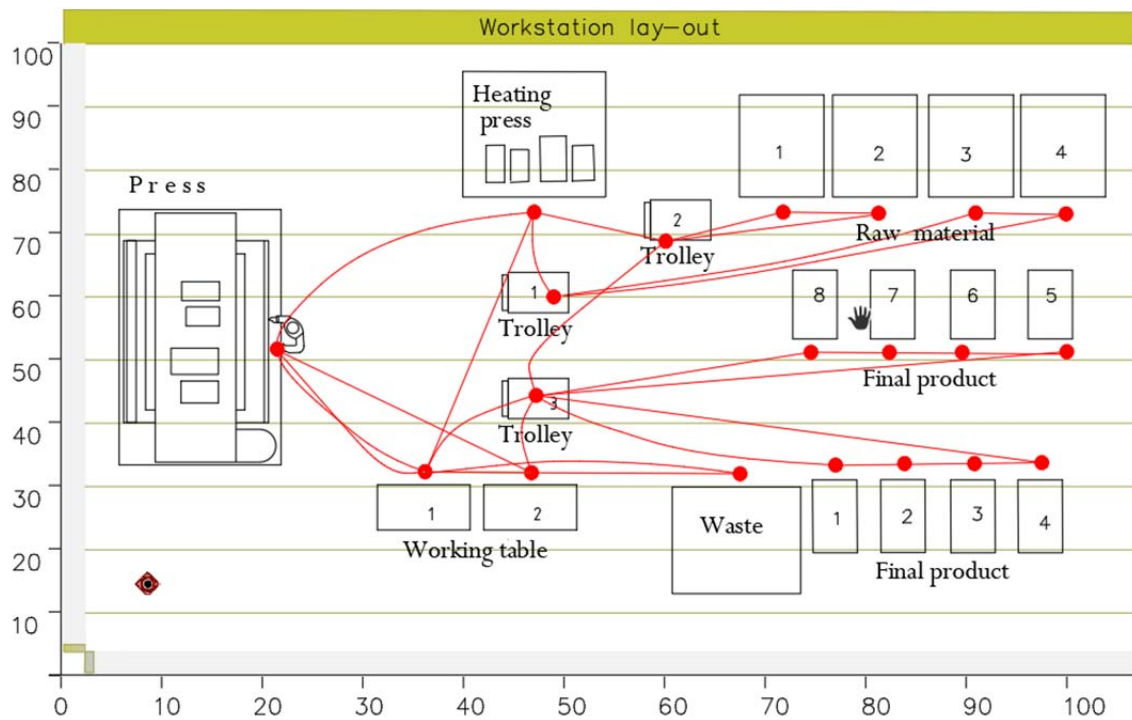 Workstation lay-out
100
90
80
70
60
50
40
30
20
10
Press
Heating
press
1 2 3 4
Raw material
2
Trolley
1
Trolley
8 7 6 5
Final product
3
Trolley
1 2
Working table
Waste
1 2 3 4
Final product
0 10 20 30 40 50 60 70 80 90 100